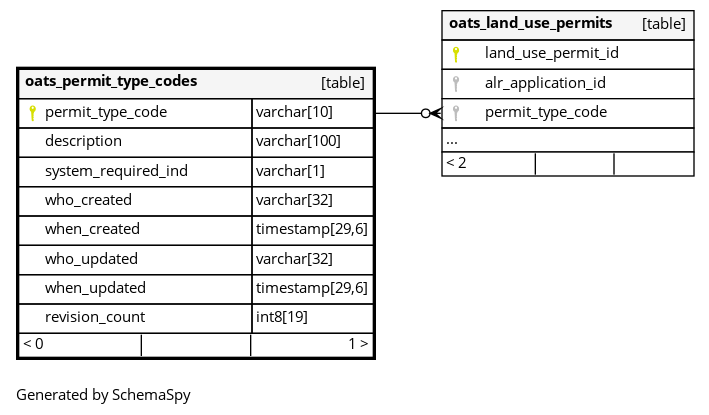 oats_permit_type_codes [table]
permit_type_code varchar[10]
description varchar[100]
system_required_ind varchar[1]
who_created varchar[32]
when_created timestamp[29,6]
who_updated varchar[32]
when_updated timestamp[29,6]
revision_count int8[19]
< 0 1 >
oats_land_use_permits [table]
land_use_permit_id
alr_application_id
permit_type_code
...
< 2
Generated by SchemaSpy